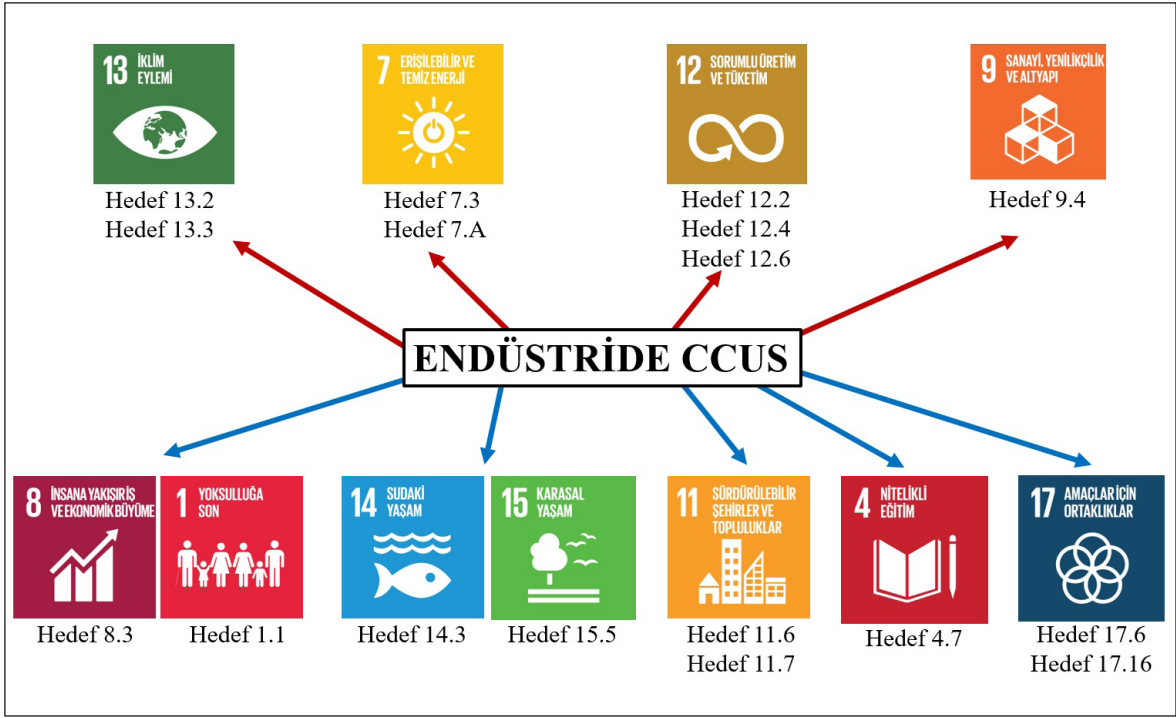 13 İKLİM
EYLEMİ
Hedef 13.2
Hedef 13.3
7 ERİŞİLEBİLİR VE
TEMİZ ENERJİ
Hedef 7.3
Hedef 7.A
12 SORUMLU ÜRETİM
VE TÜKETİM
Hedef 12.2
Hedef 12.4
Hedef 12.6
9 SANAYİ, YENİLİKÇİLİK
VE ALTYAPI
Hedef 9.4
ENDÜSTRİDE CCUS
8 İNSANA YAKIŞIR İŞ
VE EKONOMİK BÜYÜME
Hedef 8.3
1 YOKSULLUĞA
SON
Hedef 1.1
14 SUDAKİ
YAŞAM
Hedef 14.3
15 KARASAL
YAŞAM
Hedef 15.5
11 SÜRDÜRÜLEBİLİR
ŞEHİRLER VE
TOPLULUKLAR
Hedef 11.6
Hedef 11.7
4 NİTELİKLİ
EĞİTİM
Hedef 4.7
17 AMAÇLAR İÇİN
ORTAKLIKLAR
Hedef 17.6
Hedef 17.16